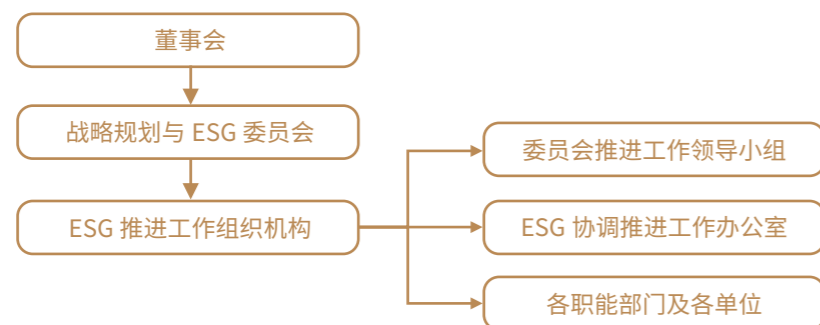 董事会
战略规划与 ESG 委员会
ESG 推进工作组织机构
委员会推进工作领导小组
ESG 协调推进工作办公室
各职能部门及各单位